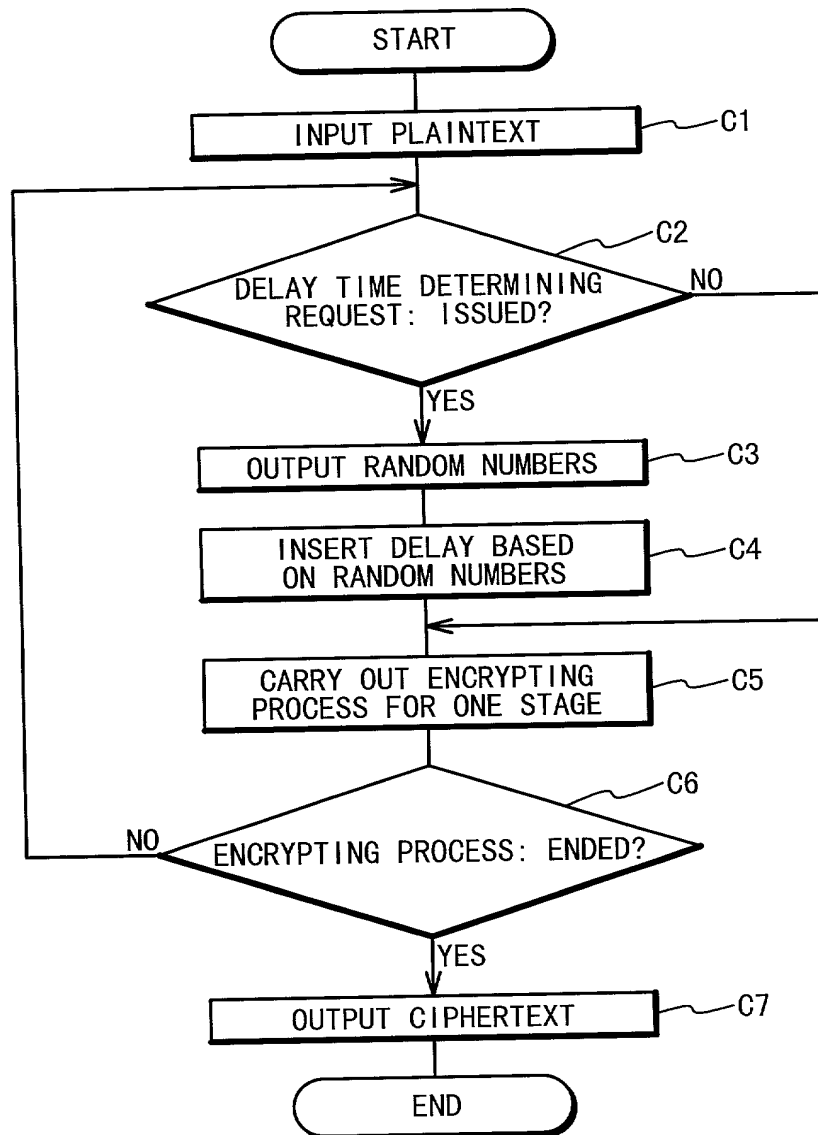 START
INPUT PLAINTEXT
C1
C2
DELAY TIME DETERMINING
REQUEST: ISSUED?
NO
YES
OUTPUT RANDOM NUMBERS
C3
INSERT DELAY BASED
ON RANDOM NUMBERS
C4
CARRY OUT ENCRYPTING
PROCESS FOR ONE STAGE
C5
C6
NO
ENCRYPTING PROCESS: ENDED?
YES
OUTPUT CIPHERTEXT
C7
END